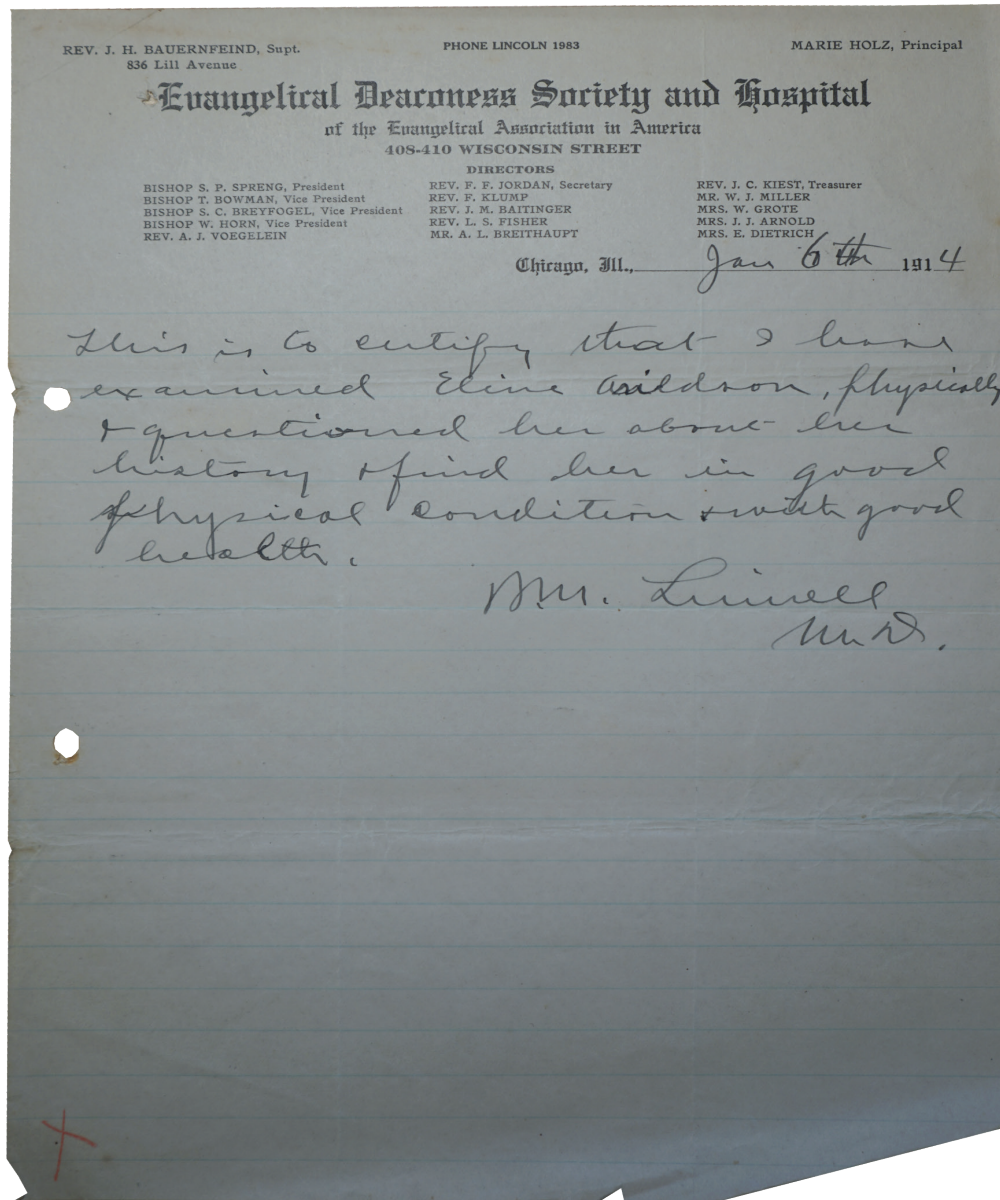 REV. J. H. BAUERNFEIND, Supt.
836 Lill Avenue
PHONE LINCOLN 1983
MARIE HOLZ, Principal
Evangelical Deaconess Society and Hospital
of the Evangelical Association in America
408-410 WISCONSIN STREET
DIRECTORS
BISHOP S. P. SPRENG, President
BISHOP T. BOWMAN, Vice President
BISHOP S. C. BREYFOGEL, Vice President
BISHOP W. HORN, Vice President
REV. A. J. VOEGELEIN
REV. F. F. JORDAN, Secretary
REV. F. KLUMP
REV. J. M. BAITINGER
REV. L. S. FISHER
MR. A. L. BREITHAUPT
REV. J. C. KIEST, Treasurer
MR. W. J. MILLER
MRS. W. GROTE
MRS. J. J. ARNOLD
MRS. E. DIETRICH
Chicago, Ill., Jan 6th 1914
This is to certify that I have
examined Eline, physically
& questioned her about her
history & find her in good
physical condition & with good
health.
M. Linnell
M.D.